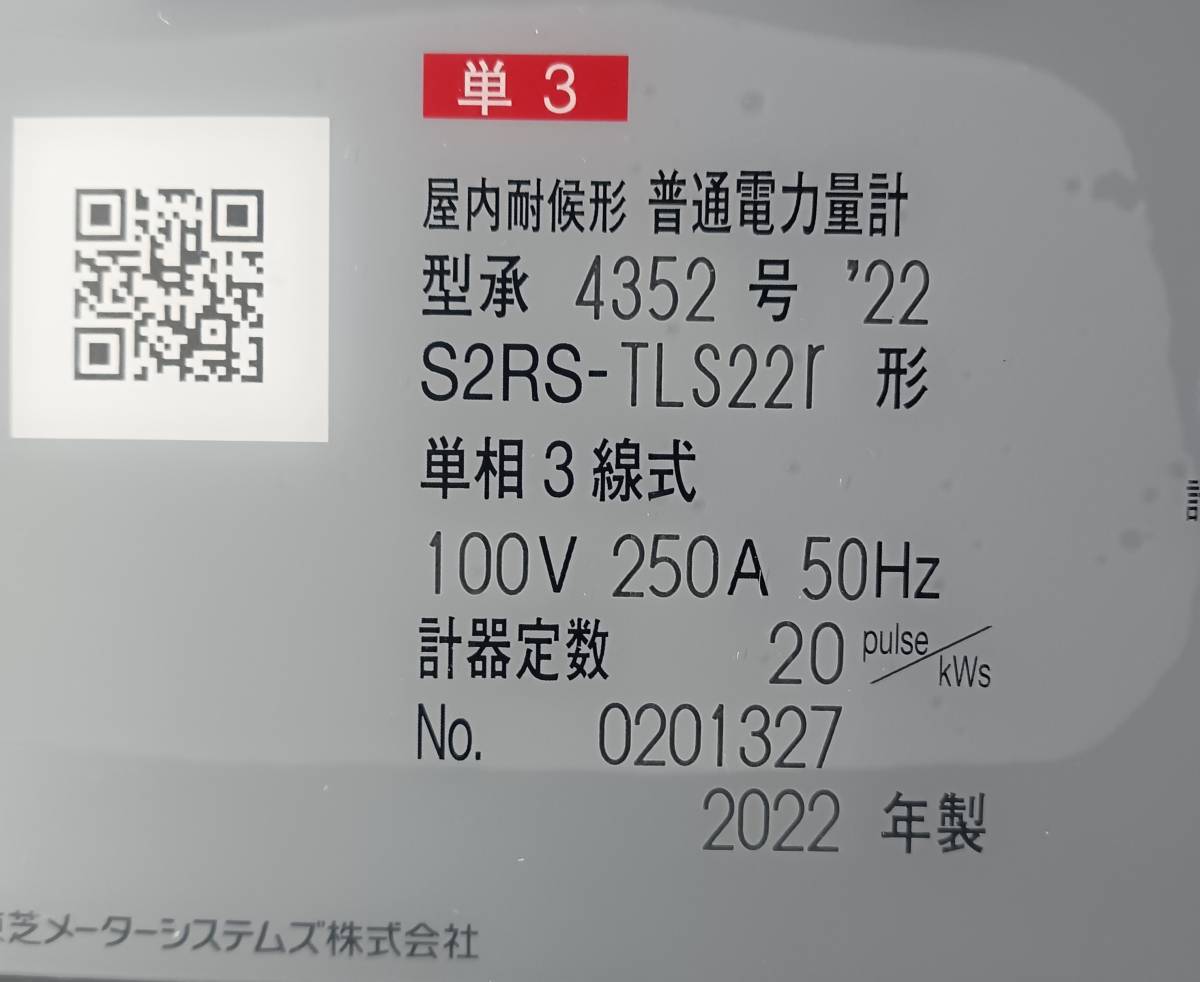 単3
屋内耐候形 普通電力量計
型承 4352 号 '22
S2RS-TLS22r 形
単相3線式
100V 250A 50Hz
計器定数 20 pulse/kWs
No. 0201327
2022 年製
芝メーターシステムズ株式会社